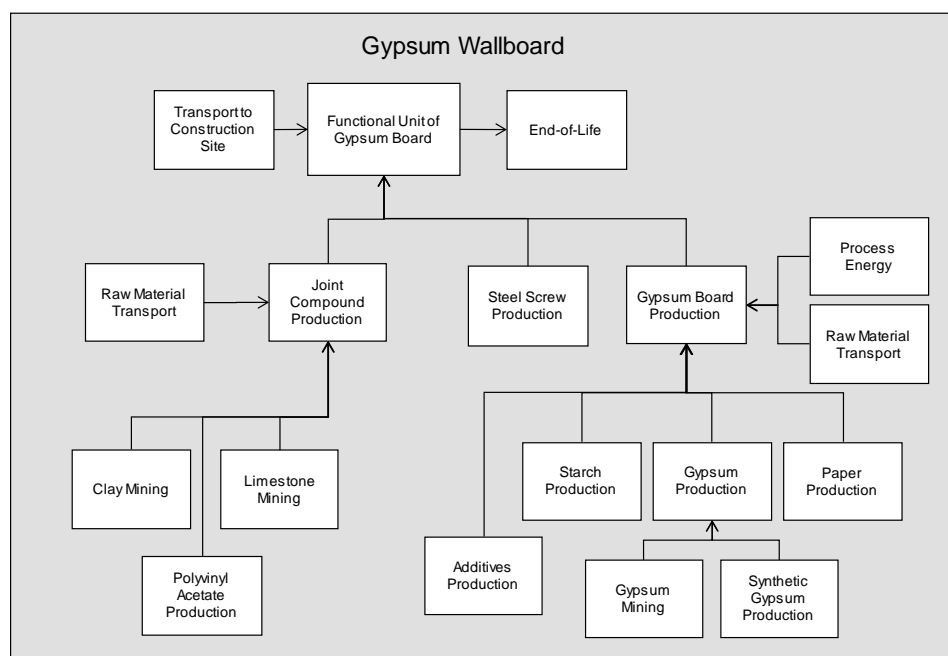 Gypsum Wallboard
Transport to
Construction
Site
Functional Unit of
Gypsum Board
End-of-Life
Raw Material
Transport
Joint
Compound
Production
Steel Screw
Production
Gypsum Board
Production
Process
Energy
Raw Material
Transport
Clay Mining
Limestone
Mining
Polyvinyl
Acetate
Production
Starch
Production
Gypsum
Production
Paper
Production
Additives
Production
Gypsum
Mining
Synthetic
Gypsum
Production